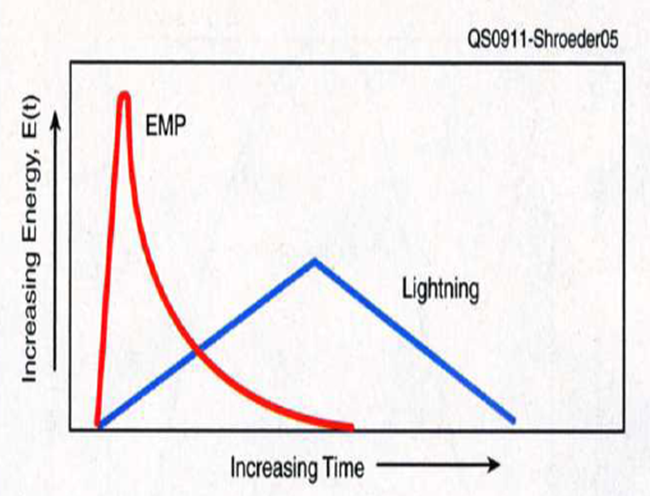 QS0911-Shroeder05
EMP
Lightning
Increasing Energy, E(t)
Increasing Time